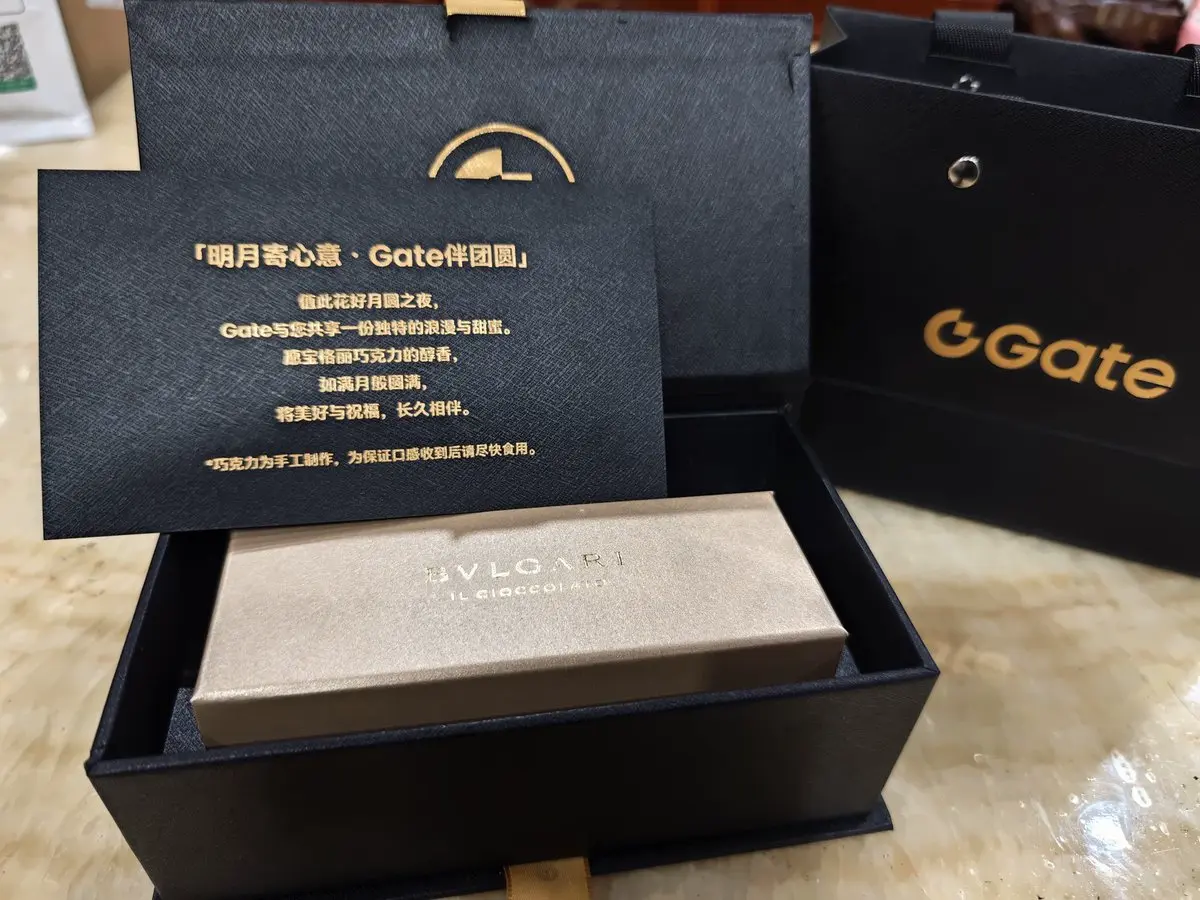 「明月寄心意·Gate伴团圆」
值此花好月圆之夜，
Gate与您共享一份独特的浪漫与甜蜜。
愿宝格丽巧克力的醇香，
如满月般圆满，
将美好与祝福，长久相伴。
*巧克力为手工制作，为保证口感收到后请尽快食用。
BVLGARI
IL CIOCCOLATO
Gate